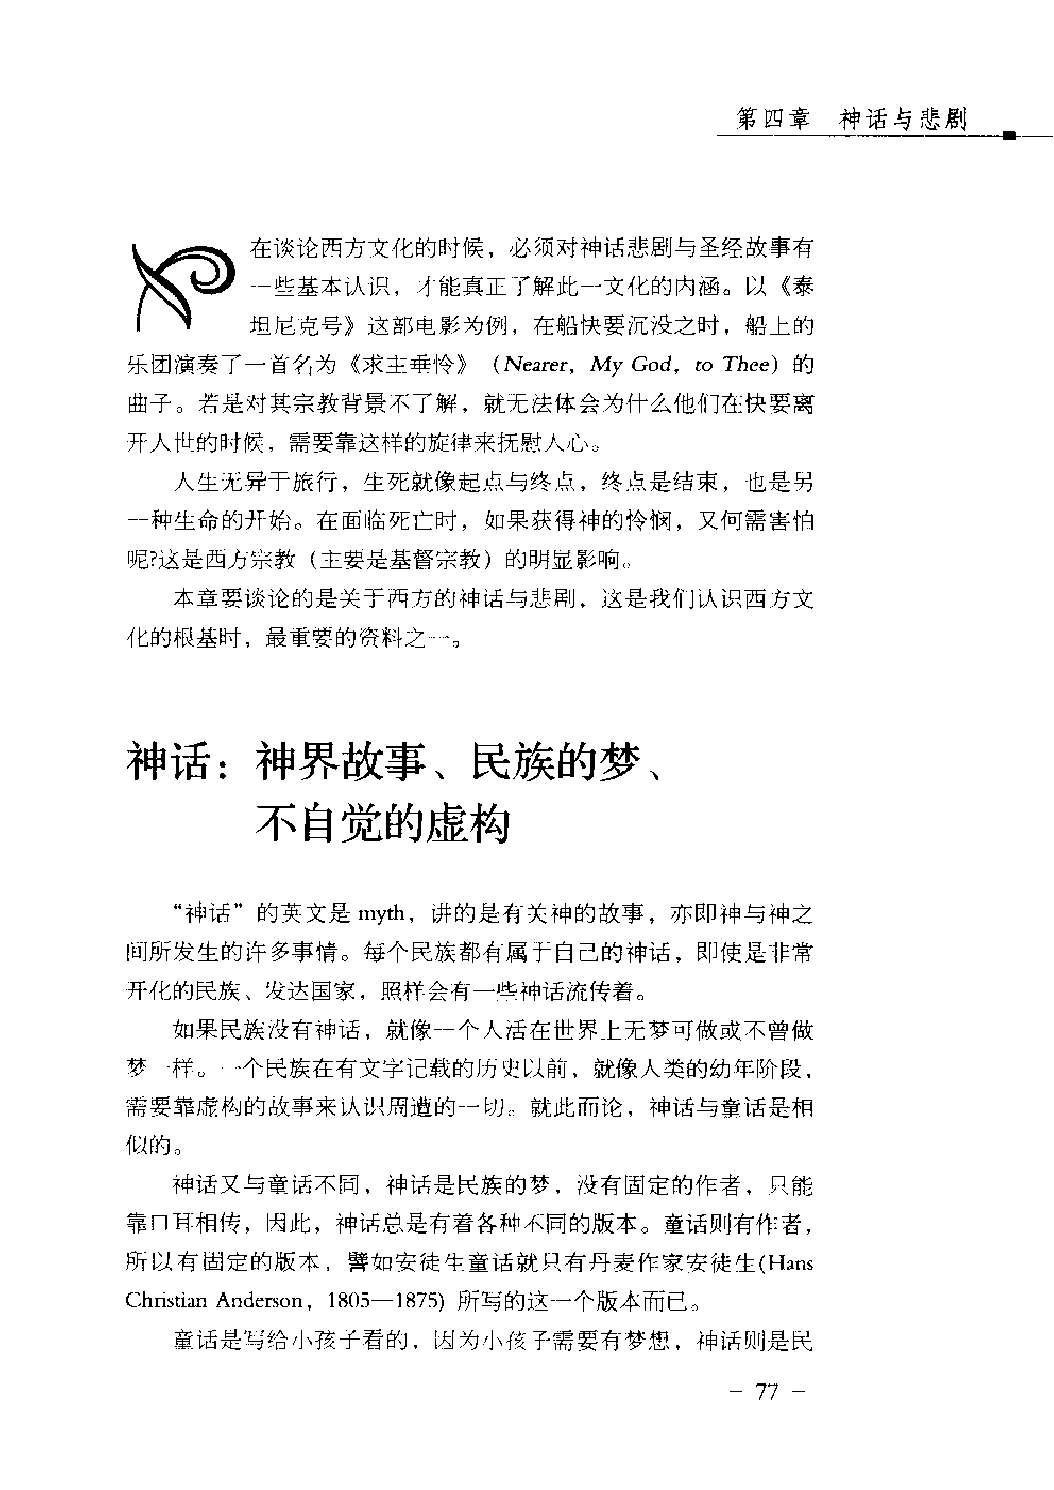 第四章　神话与悲剧
在谈论西方文化的时候，必须对神话悲剧与圣经故事有
一些基本认识，才能真正了解此一文化的内涵。以《泰
坦尼克号》这部电影为例，在船快要沉没之时，船上的
乐团演奏了一首名为《求主垂怜》（Nearer，My God，to Thee）的
曲子。若是对其宗教背景不了解，就无法体会为什么他们在快要离
开人世的时候，需要靠这样的旋律来抚慰人心。
人生无异于旅行，生死就像起点与终点，终点是结束，也是另
一种生命的开始。在面临死亡时，如果获得神的怜悯，又何需害怕
呢?这是西方宗教（主要是基督宗教）的明显影响。
本章要谈论的是关于西方的神话与悲剧，这是我们认识西方文
化的根基时，最重要的资料之一。
神话：神界故事、民族的梦、
不自觉的虚构
“神话”的英文是 myth，讲的是有关神的故事，亦即神与神之
间所发生的许多事情。每个民族都有属于自己的神话，即使是非常
开化的民族、发达国家，照样会有一些神话流传着。
如果民族没有神话，就像一个人活在世界上无梦可做或不曾做
梦一样。一个民族在有文字记载的历史以前，就像人类的幼年阶段，
需要靠虚构的故事来认识周遭的一切。就此而论，神话与童话是相
似的。
神话又与童话不同，神话是民族的梦，没有固定的作者，只能
靠口耳相传，因此，神话总是有着各种不同的版本。童话则有作者，
所以有固定的版本，譬如安徒生童话就只有丹麦作家安徒生(Hans
Christian Anderson，1805—1875) 所写的这一个版本而已。
童话是写给小孩子看的，因为小孩子需要有梦想，神话则是民
－ 77 －